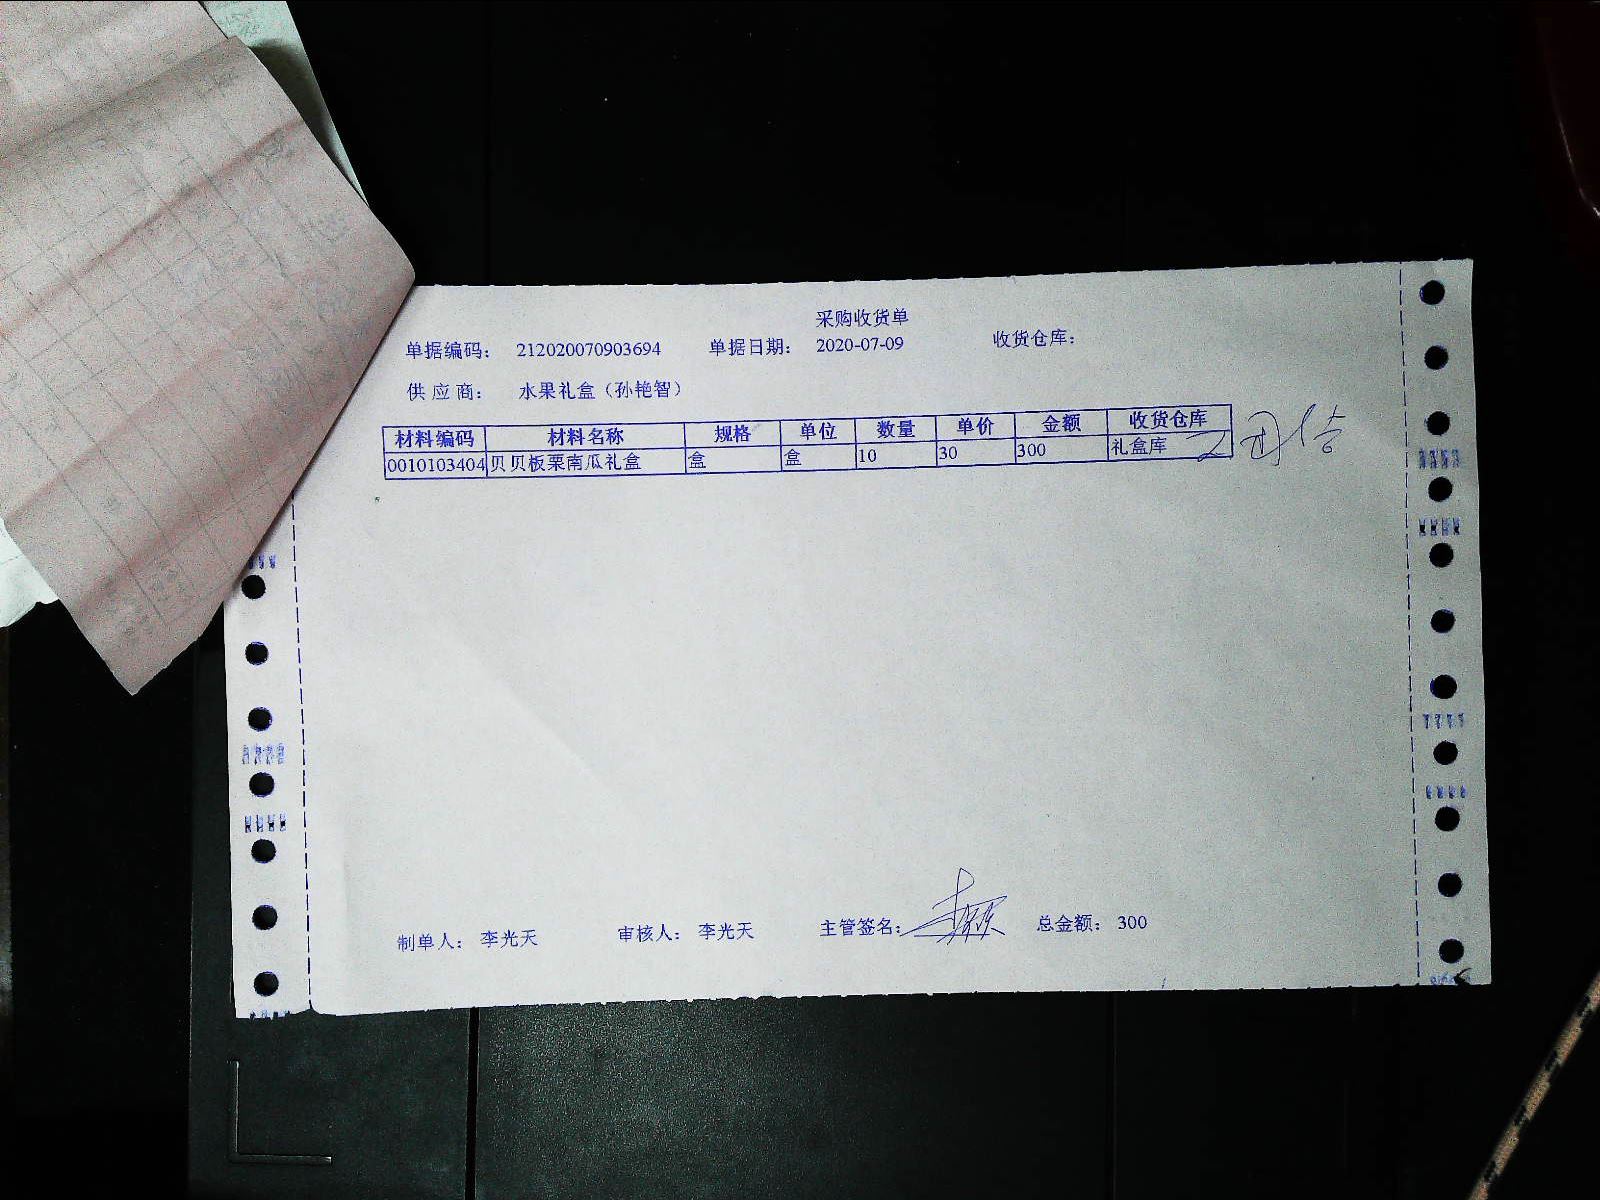 采购收货单
单据编码： 212020070903694 单据日期： 2020-07-09 收货仓库：
供 应 商： 水果礼盒（孙艳智）
材料编码 材料名称 规格 单位 数量 单价 金额 收货仓库
0010103404 贝贝板栗南瓜礼盒 盒 盒 10 30 300 礼盒库
制单人： 李光天 审核人： 李光天 主管签名： 总金额： 300